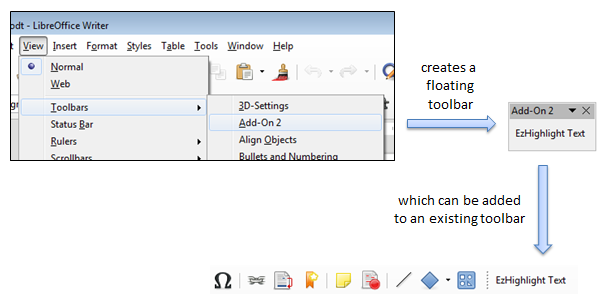 odt - LibreOffice Writer
View Insert Format Styles Table Tools Window Help
Normal
Web
Toolbars
Status Bar
Rulers
Scrollbars
3D-Settings
Add-On 2
Align Objects
Bullets and Numbering
creates a
floating
toolbar
Add-On 2
EzHighlight Text
which can be added
to an existing toolbar
EzHighlight Text